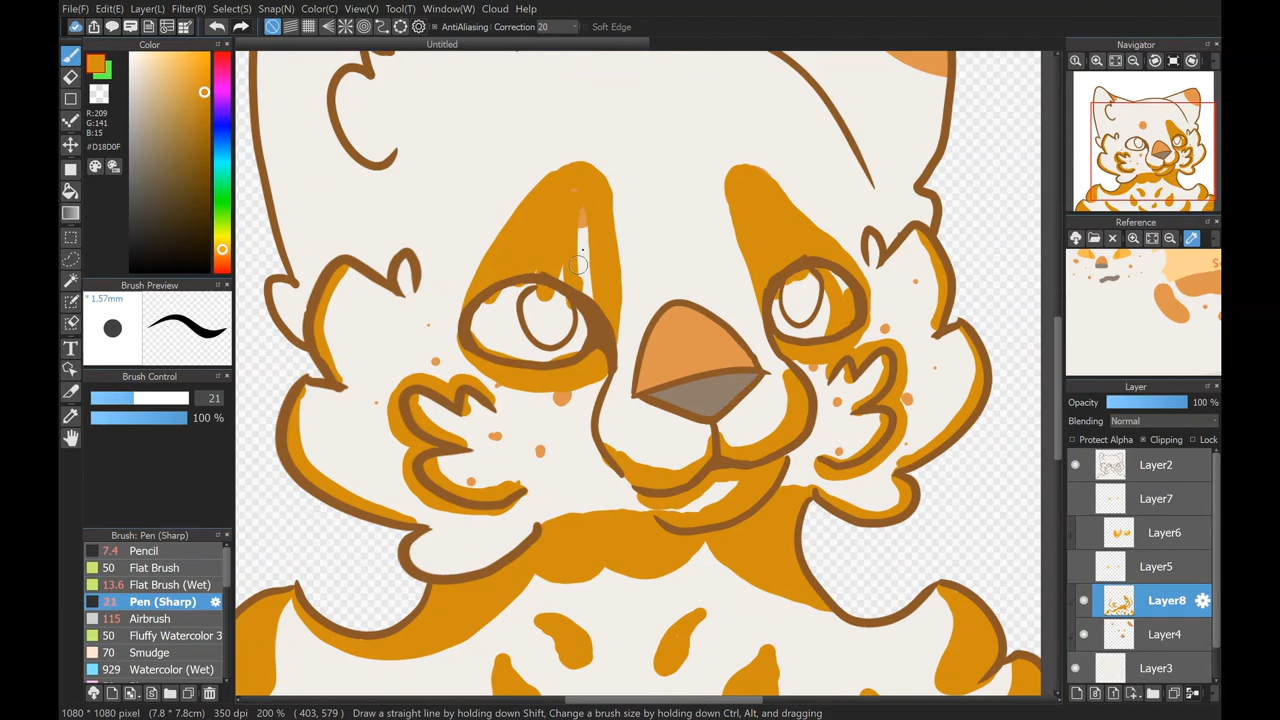 File(F) Edit(E) Layer(L) Filter(R) Select(S) Snap(N) Color(C) View(V) Tool(T) Window(W) Cloud Help
AntiAliasing Correction 20 Soft Edge
Color
Untitled
Navigator
R:209
G:141
B:15
#D18D0F
Reference
Brush Preview
* 1.57mm
Brush Control
21
100 %
Layer
Opacity 100 %
Blending Normal
Protect Alpha Clipping Lock
Layer2
Layer7
Layer6
Layer5
Layer8
Layer4
Layer3
Brush: Pen (Sharp)
7.4 Pencil
50 Flat Brush
13.6 Flat Brush (Wet)
21 Pen (Sharp)
115 Airbrush
50 Fluffy Watercolor 3
70 Smudge
929 Watercolor (Wet)
1080 * 1080 pixel (7.8 * 7.8cm) 350 dpi 200 % ( 403, 579 ) Draw a straight line by holding down Shift, Change a brush size by holding down Ctrl, Alt, and dragging